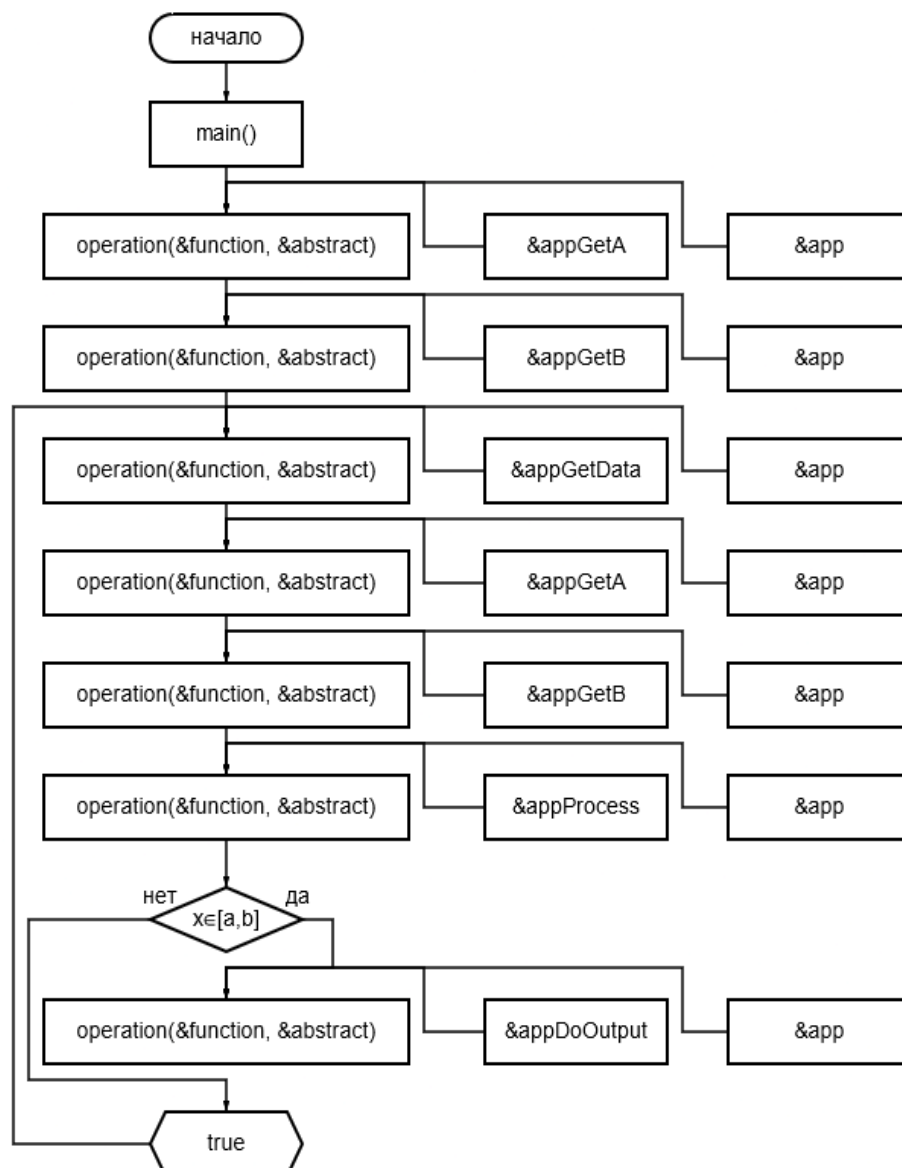 начало
main()
operation(&function, &abstract) &appGetA &app
operation(&function, &abstract) &appGetB &app
operation(&function, &abstract) &appGetData &app
operation(&function, &abstract) &appGetA &app
operation(&function, &abstract) &appGetB &app
operation(&function, &abstract) &appProcess &app
нет да
x∈[a,b]
operation(&function, &abstract) &appDoOutput &app
true